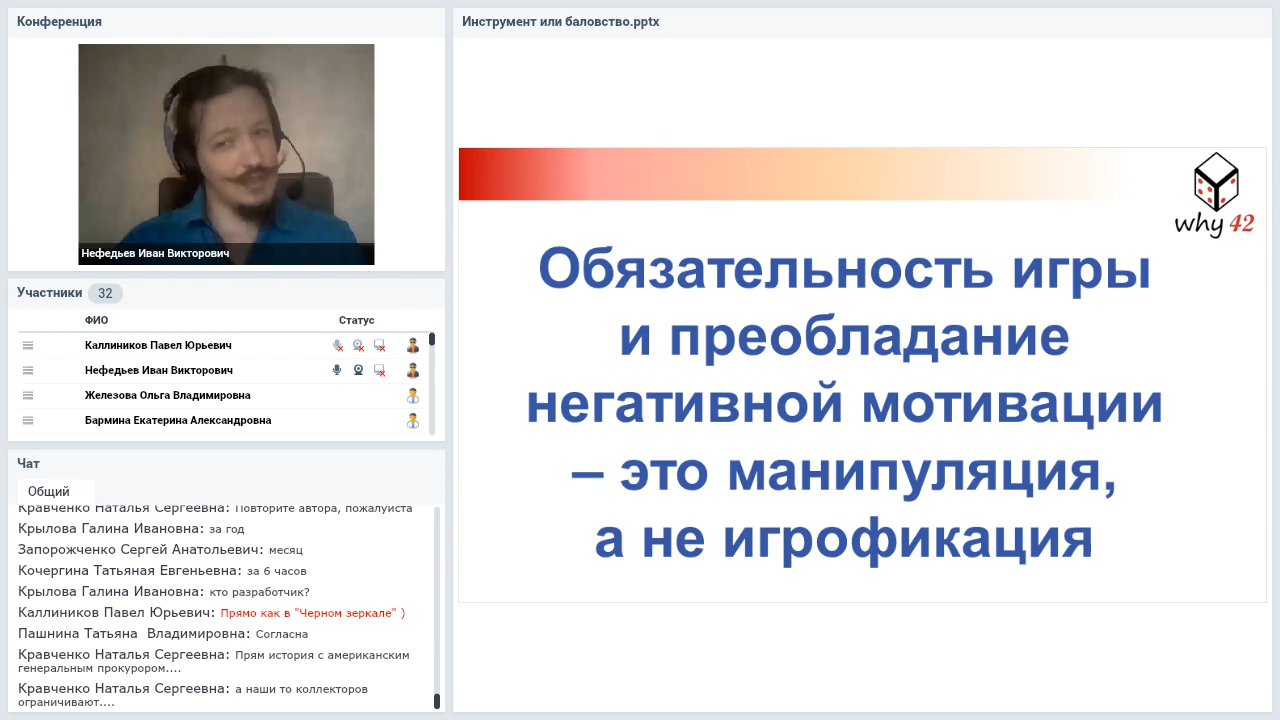 Конференция
Нефедьев Иван Викторович
Участники 32
ФИО Статус
Каллиников Павел Юрьевич
Нефедьев Иван Викторович
Железова Ольга Владимировна
Бармина Екатерина Александровна
Чат
Общий
Кравченко Наталья Сергеевна: Повторите автора, пожалуйста
Крылова Галина Ивановна: за год
Запорожченко Сергей Анатольевич: месяц
Кочергина Татьяная Евгеньевна: за 6 часов
Крылова Галина Ивановна: кто разработчик?
Каллиников Павел Юрьевич: Прямо как в "Черном зеркале" )
Пашнина Татьяна Владимировна: Согласна
Кравченко Наталья Сергеевна: Прям история с американским
генеральным прокурором....
Кравченко Наталья Сергеевна: а наши то коллекторов
ограничивают....
Инструмент или баловство.pptx
why 42
Обязательность игры
и преобладание
негативной мотивации
– это манипуляция,
а не игрофикация